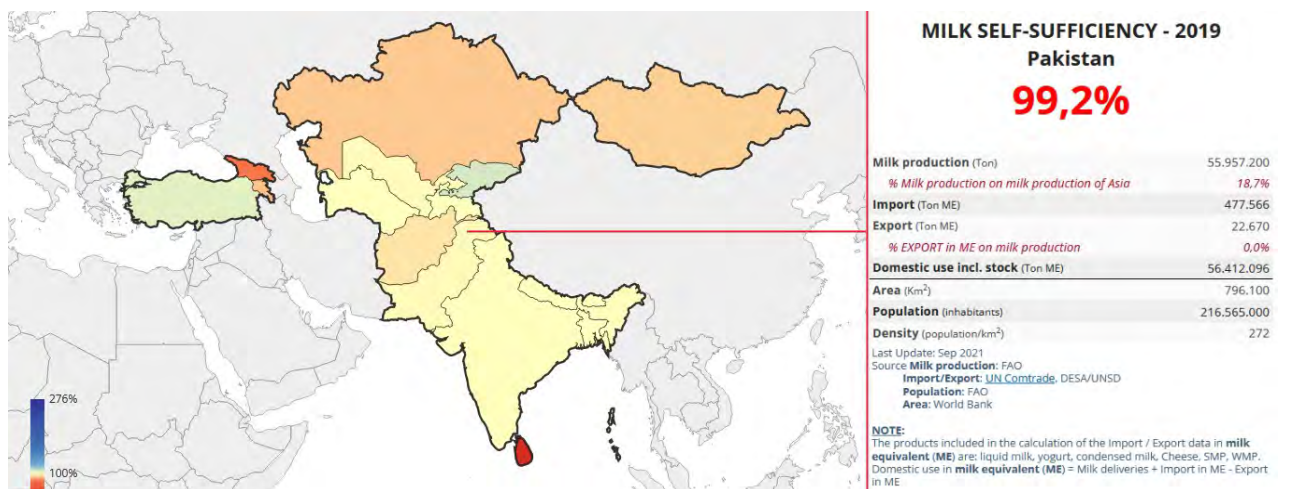 MILK SELF-SUFFICIENCY - 2019
Pakistan
99,2%
Milk production (Ton) 55.957.200
% Milk production on milk production of Asia 18,7%
Import (Ton ME) 477.566
Export (Ton ME) 22.670
% EXPORT in ME on milk production 0,0%
Domestic use incl. stock (Ton ME) 56.412.096
Area (Km²) 796.100
Population (inhabitants) 216.565.000
Density (population/km²) 272
Last Update: Sep 2021
Source Milk production: FAO
Import/Export: UN Comtrade, DESA/UNSD
Population: FAO
Area: World Bank
NOTE:
The products included in the calculation of the Import / Export data in milk
equivalent (ME) are: liquid milk, yogurt, condensed milk, Cheese, SMP, WMP.
Domestic use in milk equivalent (ME) = Milk deliveries + Import in ME - Export
in ME
276%
100%